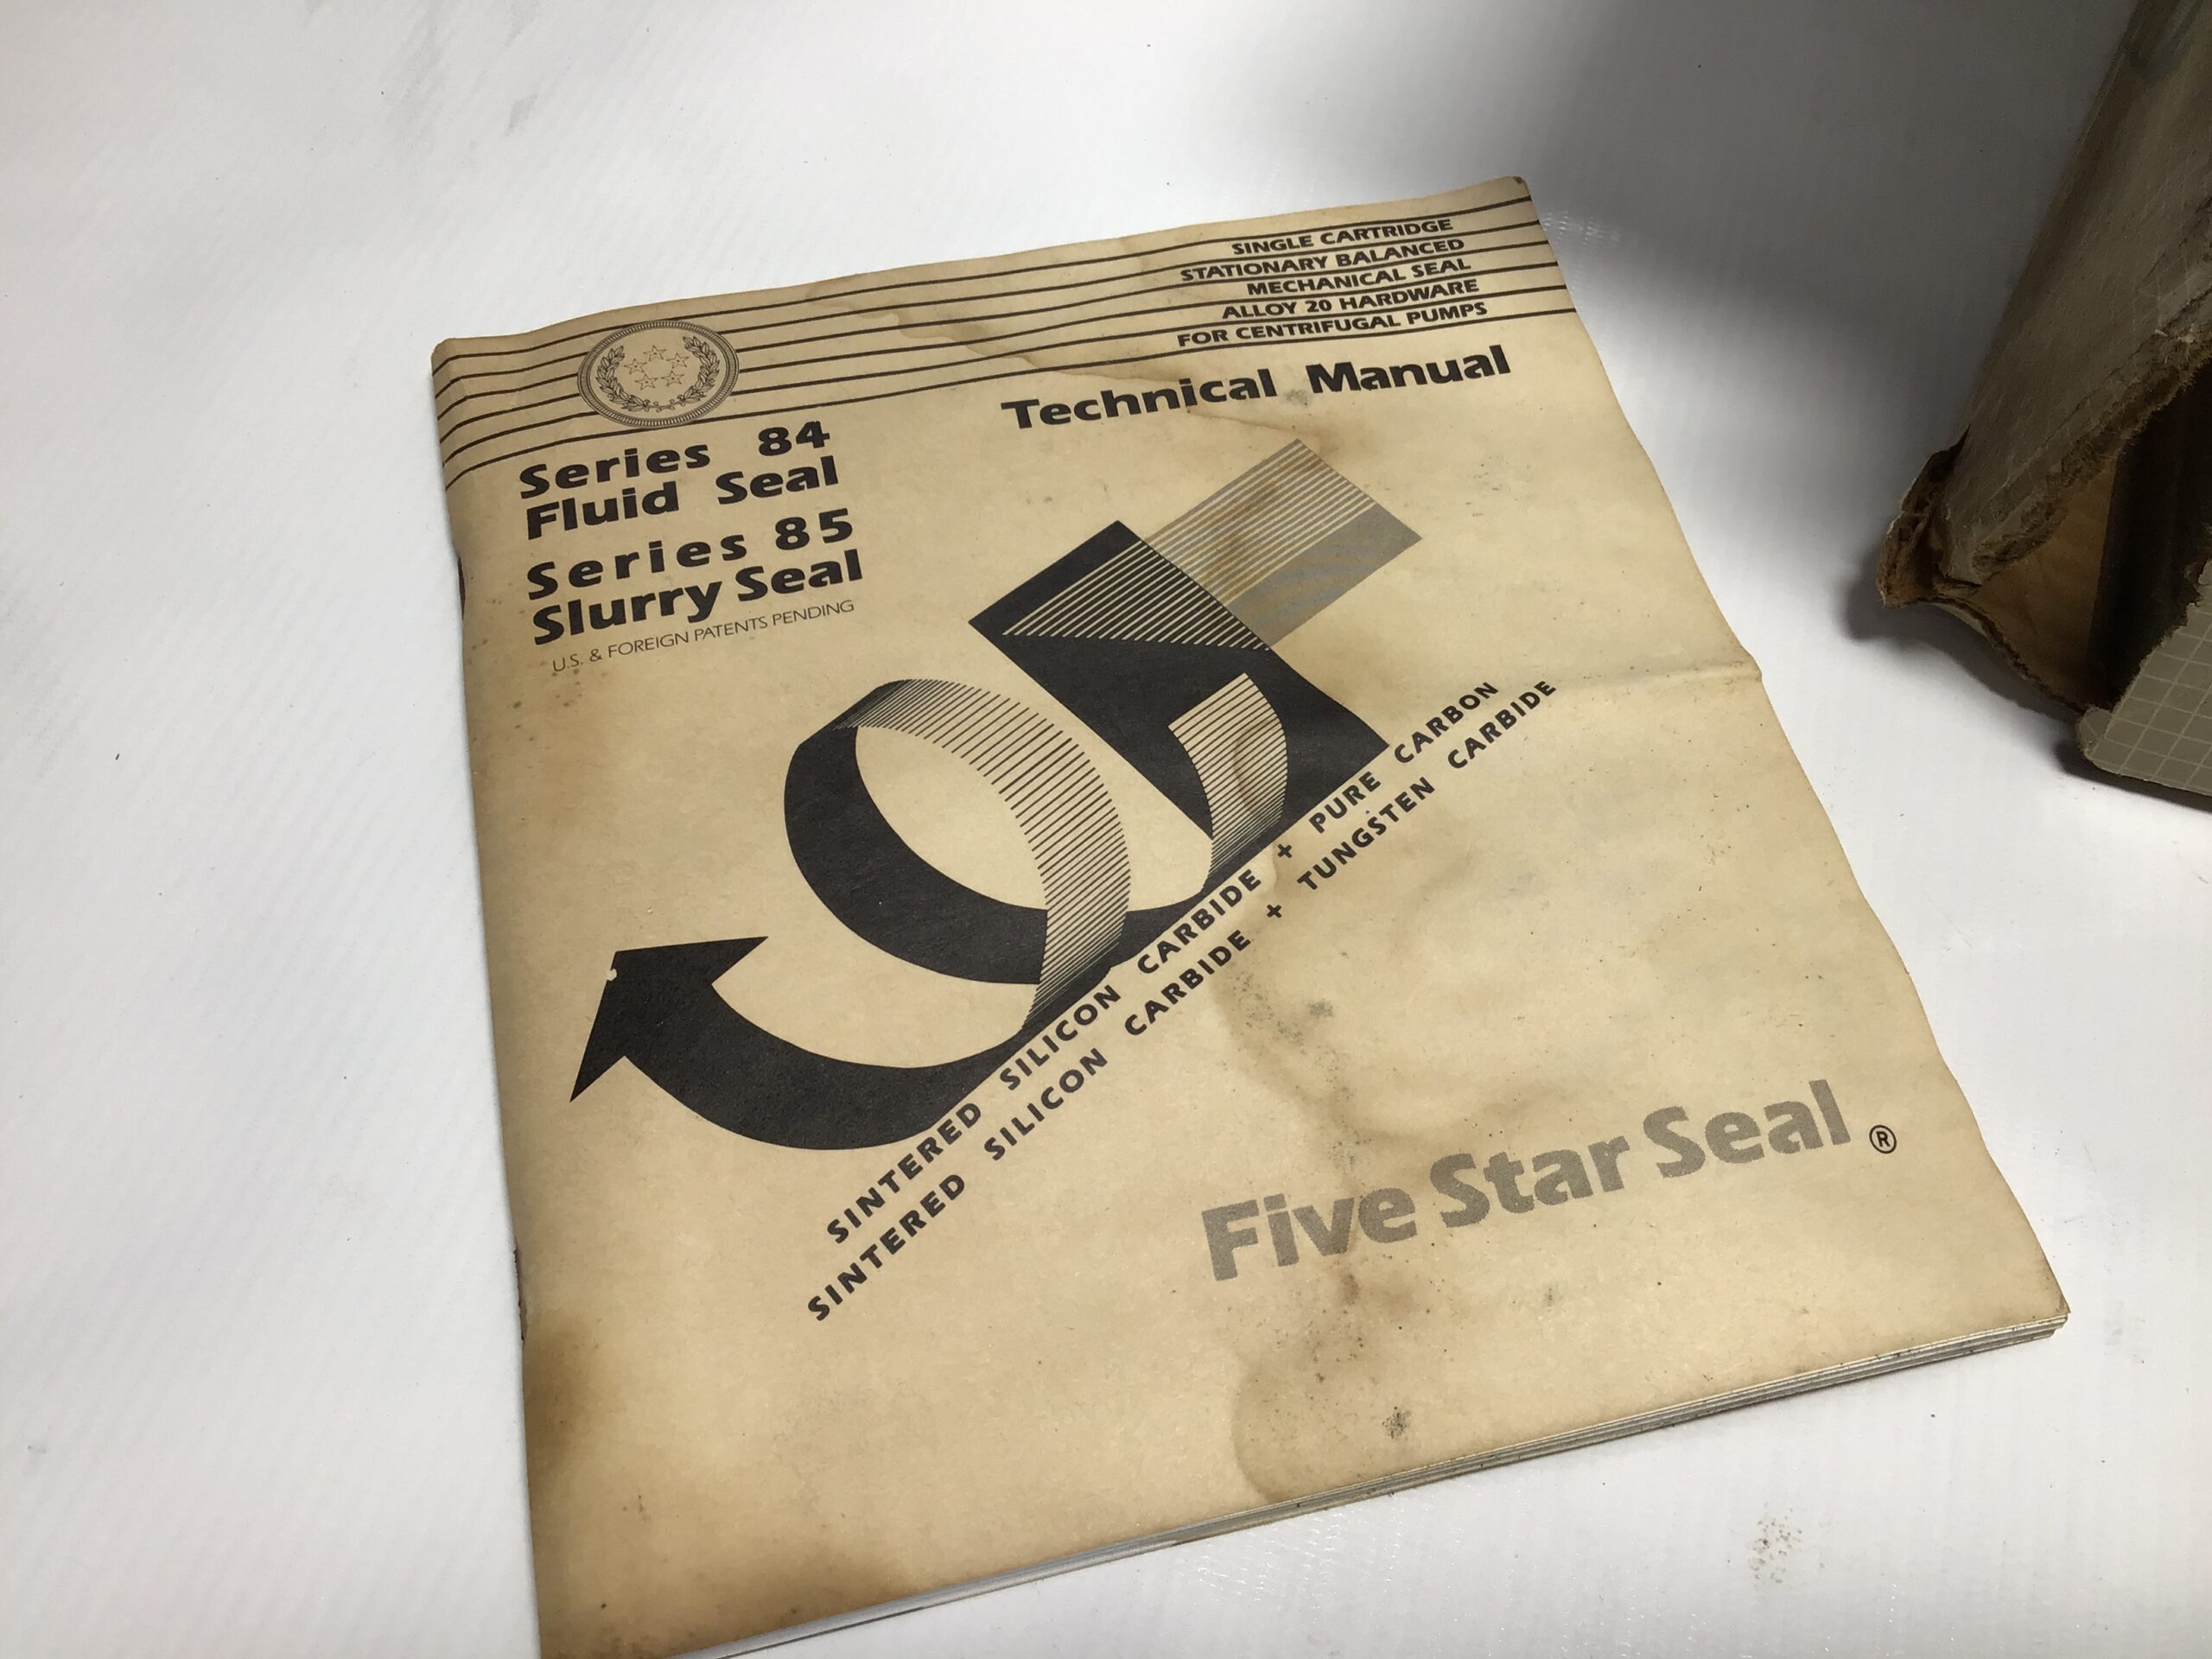 SINGLE CARTRIDGE
STATIONARY BALANCED
MECHANICAL SEAL
ALLOY 20 HARDWARE
FOR CENTRIFUGAL PUMPS
Technical Manual
Series 84
Fluid Seal
Series 85
Slurry Seal
U.S. & FOREIGN PATENTS PENDING
SINTERED SILICON CARBIDE + PURE CARBON
SINTERED SILICON CARBIDE + TUNGSTEN CARBIDE
Five Star Seal ®